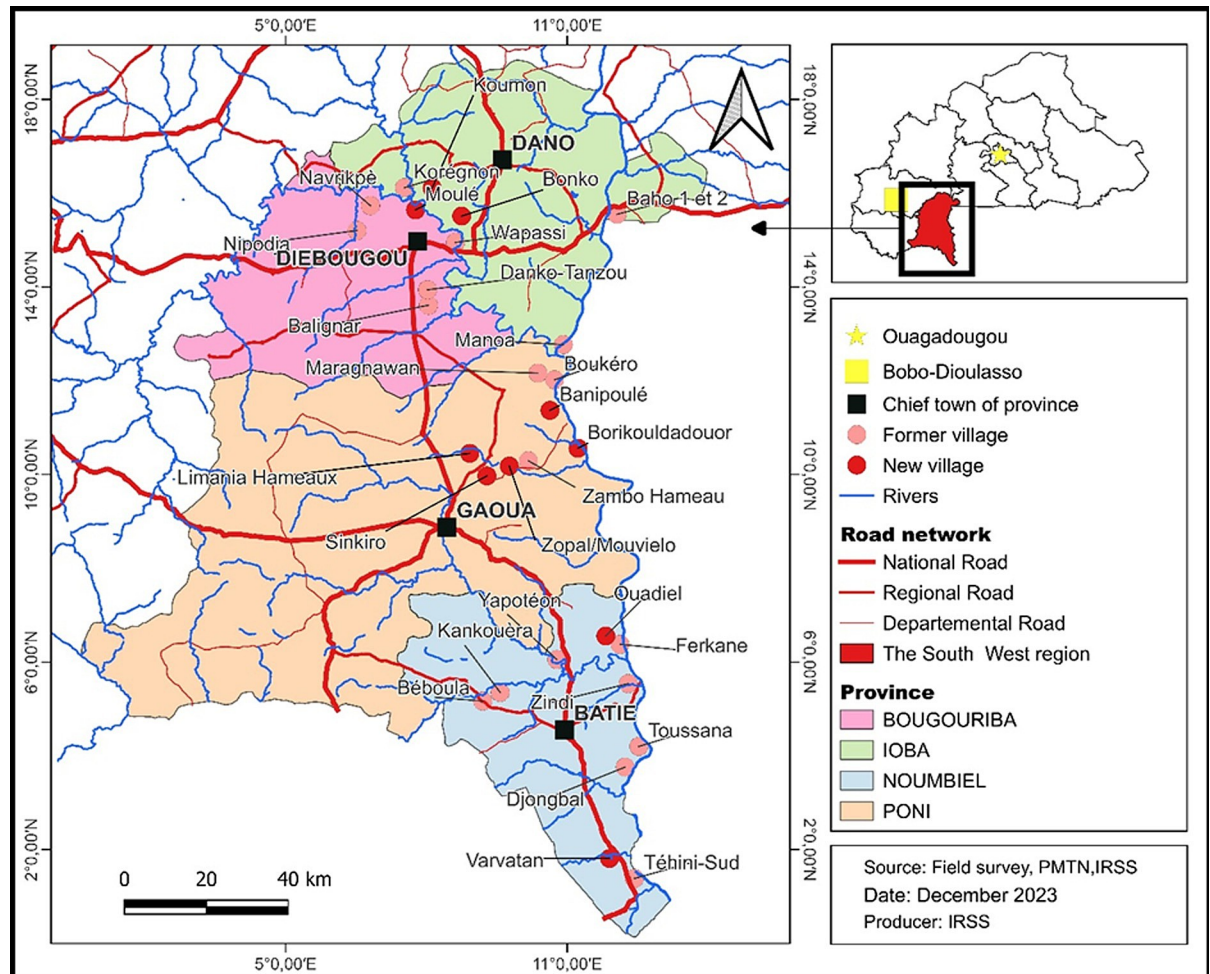 5°0,00'E
11°0,00'E
18°0,00'N
18°0,00'N
Koumon
DANO
Navrikpè
Korégnon
Moulé
Bonko
Baho 1 et 2
Nipodia
Wapassi
DIEBOUGOU
Danko-Tanzou
14°0,00'N
14°0,00'N
Balignar
Manoa
Maragnawan
Boukéro
Banipoulé
Borikouldadouor
10°0,00'N
10°0,00'N
Limania Hameaux
Zambo Hameau
GAOUA
Sinkiro
Zopal/Mouvielo
Yapotéon
Ouadiel
Kankouèra
Ferkane
6°0,00'N
6°0,00'N
Béboula
Zindi
BATIE
Toussana
Djongbal
2°0,00'N
2°0,00'N
Varvatan
Téhini-Sud
0 20 40 km
5°0,00'E
11°0,00'E
Ouagadougou
Bobo-Dioulasso
Chief town of province
Former village
New village
Rivers
Road network
National Road
Regional Road
Departemental Road
The South West region
Province
BOUGOURIBA
IOBA
NOUMBIEL
PONI
Source: Field survey, PMTN,IRSS
Date: December 2023
Producer: IRSS